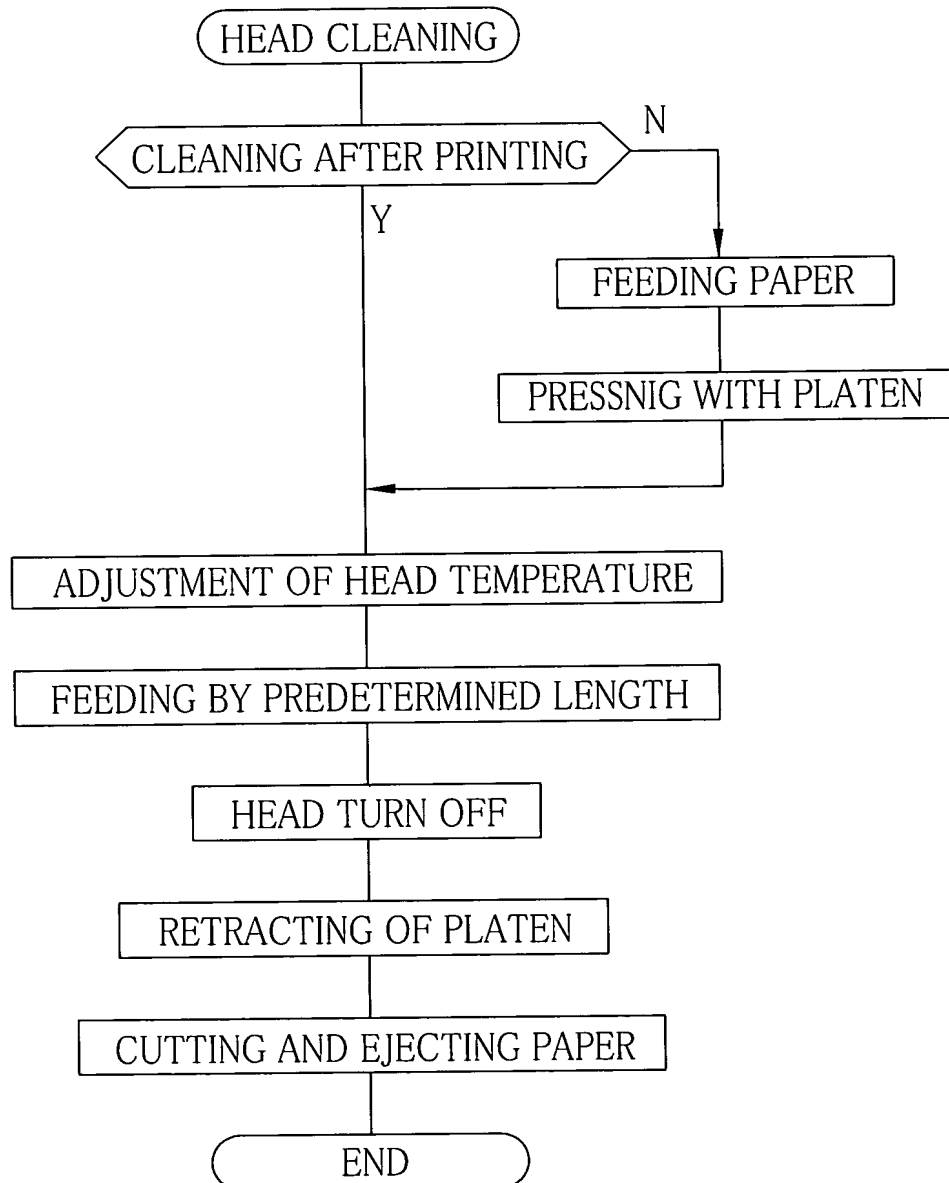 HEAD CLEANING
CLEANING AFTER PRINTING
N
Y
FEEDING PAPER
PRESSNIG WITH PLATEN
ADJUSTMENT OF HEAD TEMPERATURE
FEEDING BY PREDETERMINED LENGTH
HEAD TURN OFF
RETRACTING OF PLATEN
CUTTING AND EJECTING PAPER
END